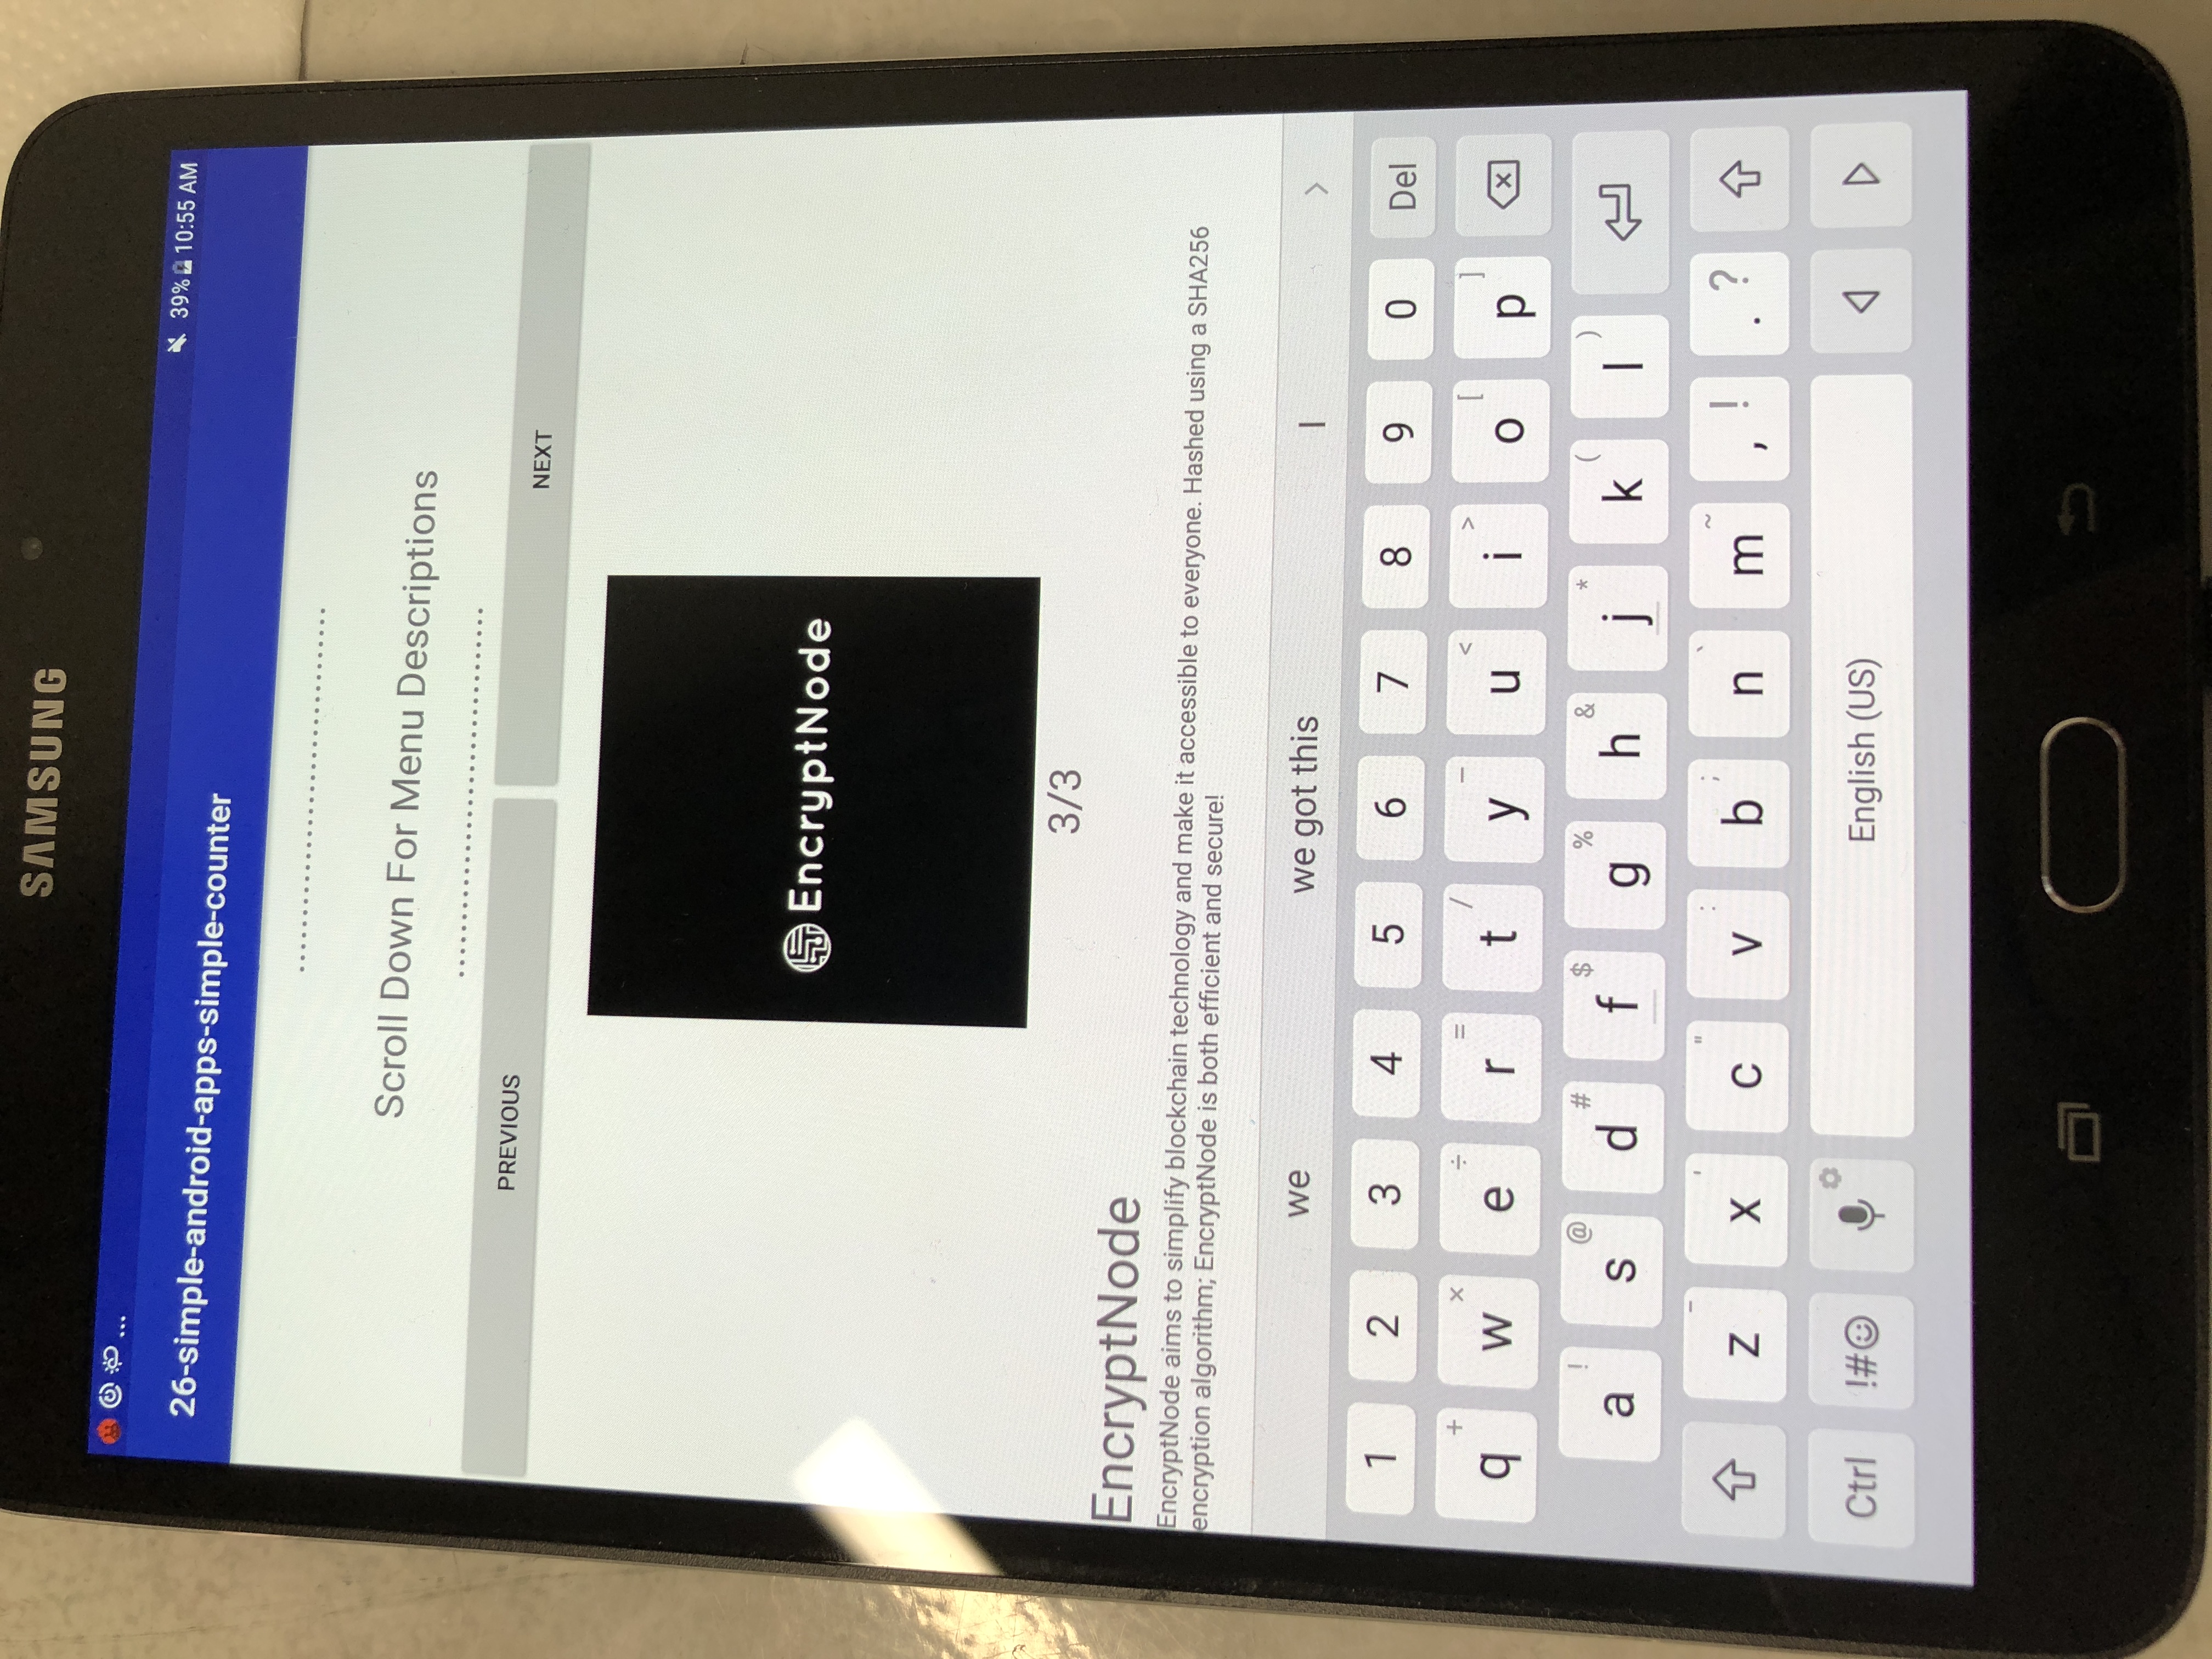 SAMSUNG
39% 10:55 AM
26-simple-android-apps-simple-counter
Scroll Down For Menu Descriptions
PREVIOUS NEXT
EncryptNode
3/3
EncryptNode
EncryptNode aims to simplify blockchain technology and make it accessible to everyone. Hashed using a SHA256
encryption algorithm; EncryptNode is both efficient and secure!
we we got this I
1 2 3 4 5 6 7 8 9 0 Del
+ × ÷ = / - < > [ ]
q w e r t y u i o p
! @ # $ % & * ( )
a s d f g h j k l
- ' " : ; ` ~ ! ?
z x c v b n m , .
Ctrl !#☺ English (US)